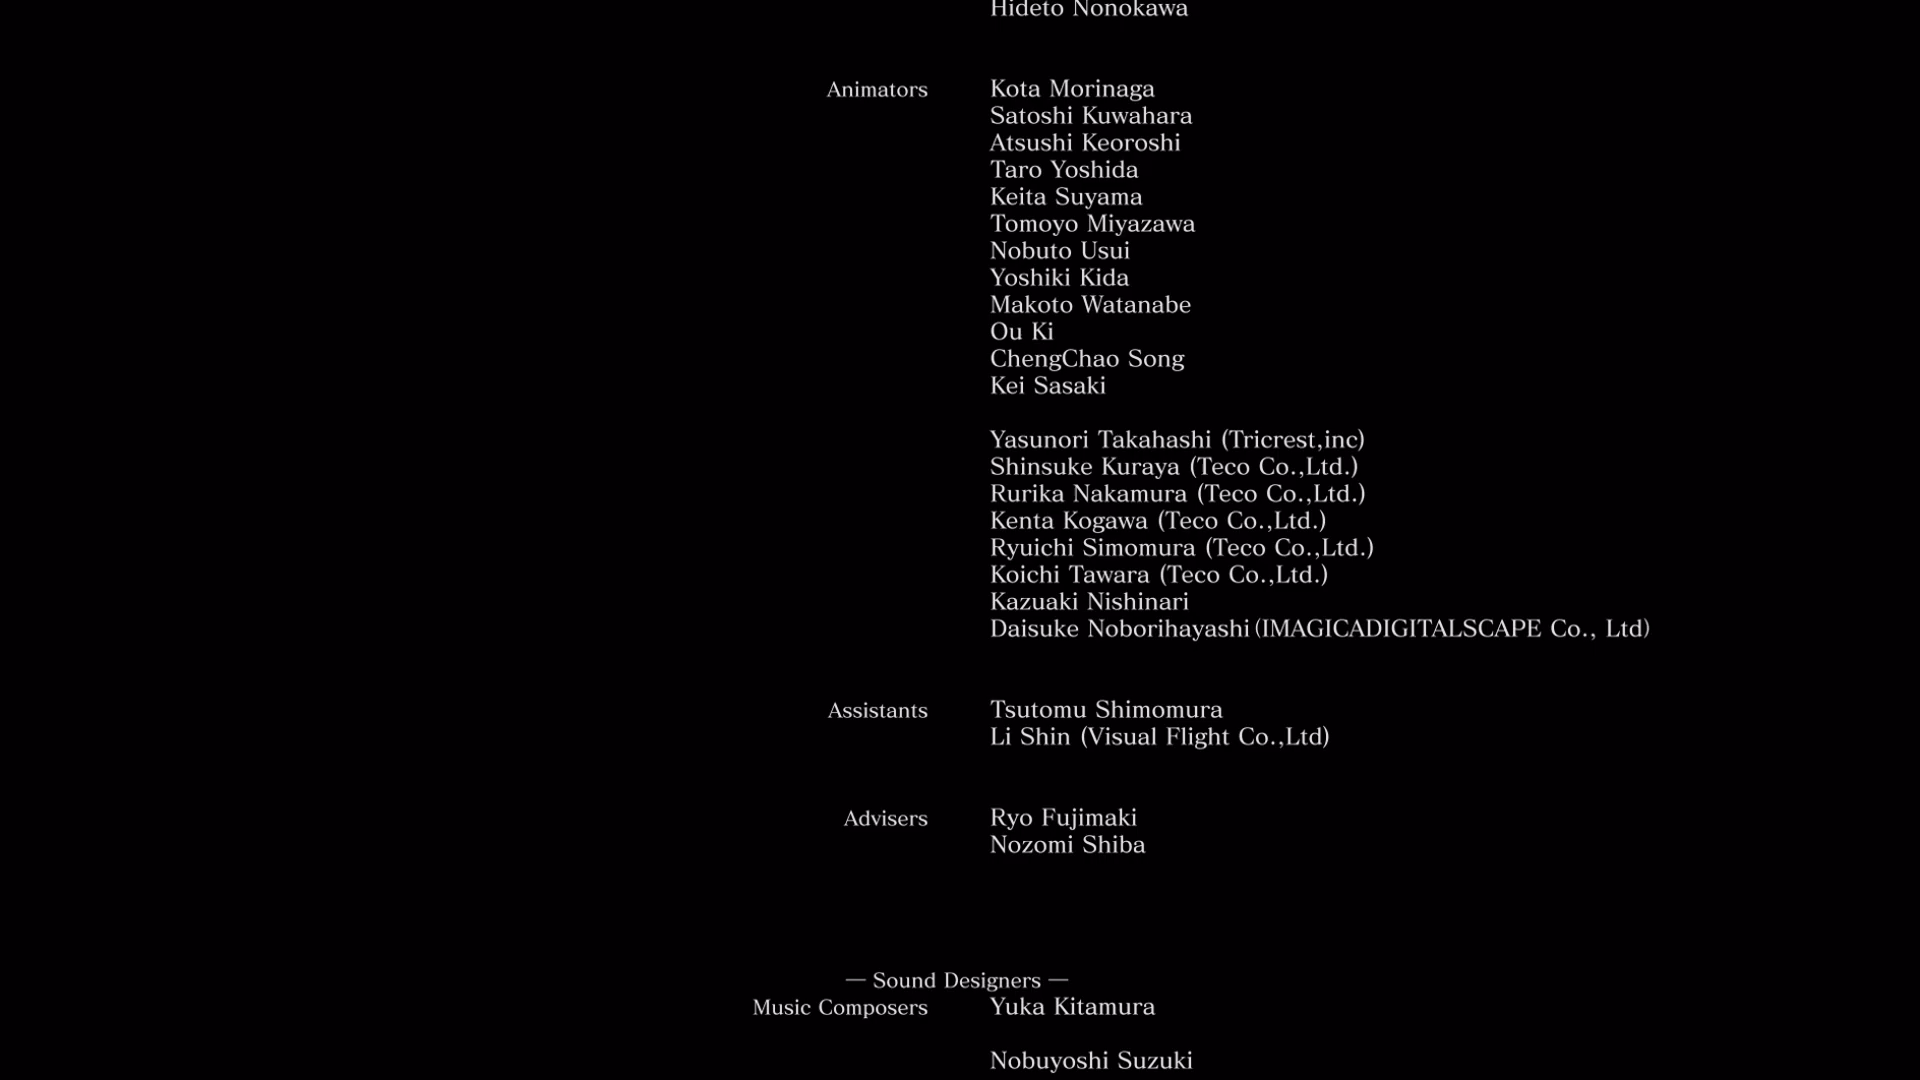 Hideto Nonokawa
Animators Kota Morinaga
Satoshi Kuwahara
Atsushi Keoroshi
Taro Yoshida
Keita Suyama
Tomoyo Miyazawa
Nobuto Usui
Yoshiki Kida
Makoto Watanabe
Ou Ki
ChengChao Song
Kei Sasaki
Yasunori Takahashi (Tricrest,inc)
Shinsuke Kuraya (Teco Co.,Ltd.)
Rurika Nakamura (Teco Co.,Ltd.)
Kenta Kogawa (Teco Co.,Ltd.)
Ryuichi Simomura (Teco Co.,Ltd.)
Koichi Tawara (Teco Co.,Ltd.)
Kazuaki Nishinari
Daisuke Noborihayashi (IMAGICADIGITALSCAPE Co., Ltd)
Assistants Tsutomu Shimomura
Li Shin (Visual Flight Co.,Ltd)
Advisers Ryo Fujimaki
Nozomi Shiba
— Sound Designers —
Music Composers Yuka Kitamura
Nobuyoshi Suzuki